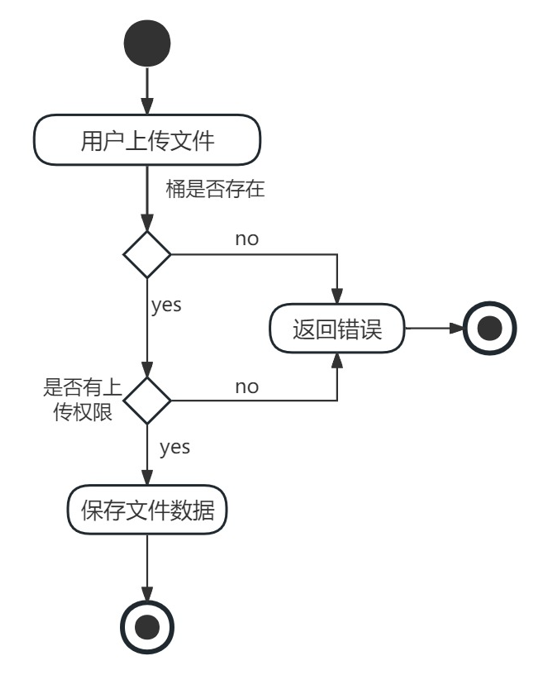 用户上传文件
桶是否存在
no
yes
返回错误
是否有上
传权限
no
yes
保存文件数据